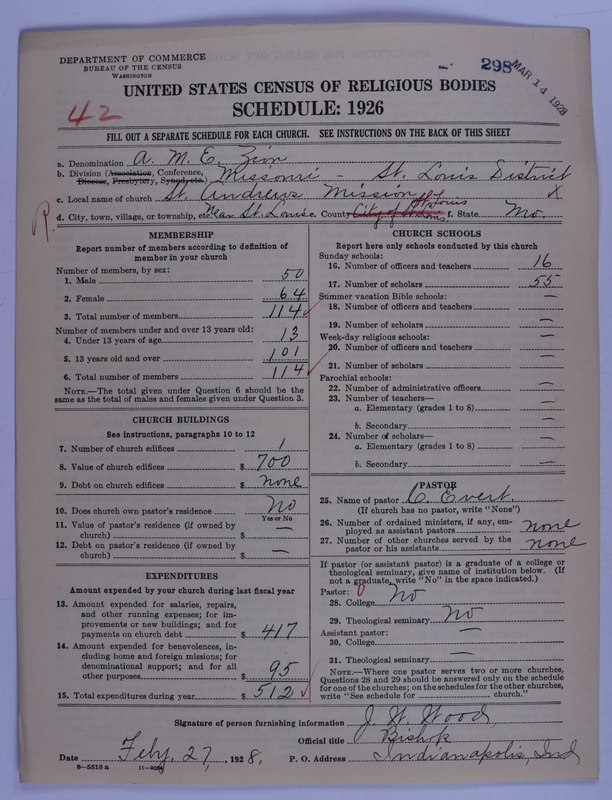 DEPARTMENT OF COMMERCE
BUREAU OF THE CENSUS
WASHINGTON
298 MAR 14 1928
UNITED STATES CENSUS OF RELIGIOUS BODIES
SCHEDULE: 1926
42
FILL OUT A SEPARATE SCHEDULE FOR EACH CHURCH. SEE INSTRUCTIONS ON THE BACK OF THIS SHEET
a. Denomination A. M. E. Zion
b. Division (Association, Conference, Diocese, Presbytery, Synod, etc.) Missouri - St. Louis District
c. Local name of church St. Andrews Mission X
d. City, town, village, or township, etc. Near St. Louis e. County City of St. Louis St. Louis f. State Mo.
R.
MEMBERSHIP
Report number of members according to definition of
member in your church
Number of members, by sex:
1. Male 50
2. Female 64
3. Total number of members 114
Number of members under and over 13 years old:
4. Under 13 years of age 13
5. 13 years old and over 101
6. Total number of members 114
NOTE.—The total given under Question 6 should be the
same as the total of males and females given under Question 3.
CHURCH BUILDINGS
See instructions, paragraphs 10 to 12
7. Number of church edifices 1
8. Value of church edifices $ 700
9. Debt on church edifices $ none
10. Does church own pastor's residence No
Yes or No
11. Value of pastor's residence (if owned by
church) $ —
12. Debt on pastor's residence (if owned by
church) $ —
EXPENDITURES
Amount expended by your church during last fiscal year
13. Amount expended for salaries, repairs,
and other running expenses; for im-
provements or new buildings; and for
payments on church debt $ 417
14. Amount expended for benevolences, in-
cluding home and foreign missions; for
denominational support; and for all
other purposes $ 95
15. Total expenditures during year $ 512
CHURCH SCHOOLS
Report here only schools conducted by this church
Sunday schools:
16. Number of officers and teachers 16
17. Number of scholars 55
Summer vacation Bible schools:
18. Number of officers and teachers —
19. Number of scholars —
Week-day religious schools:
20. Number of officers and teachers —
21. Number of scholars —
Parochial schools:
22. Number of administrative officers —
23. Number of teachers—
a. Elementary (grades 1 to 8) —
b. Secondary —
24. Number of scholars—
a. Elementary (grades 1 to 8) —
b. Secondary —
PASTOR
25. Name of pastor C. Evert.
(If church has no pastor, write "None")
26. Number of ordained ministers, if any, em-
ployed as assistant pastors none
27. Number of other churches served by the
pastor or his assistants none
If pastor (or assistant pastor) is a graduate of a college or
theological seminary, give name of institution below. (If
not a graduate, write "No" in the space indicated.)
Pastor: 0
28. College No
29. Theological seminary No
Assistant pastor:
30. College —
31. Theological seminary —
NOTE.—Where one pastor serves two or more churches,
Questions 28 and 29 should be answered only on the schedule
for one of the churches; on the schedules for the other churches,
write "See schedule for ______ church."
Signature of person furnishing information J. W. Wood
Official title Bishop
Date Feby. 27, 1928. P. O. Address Indianapolis, Ind
8—5518 a